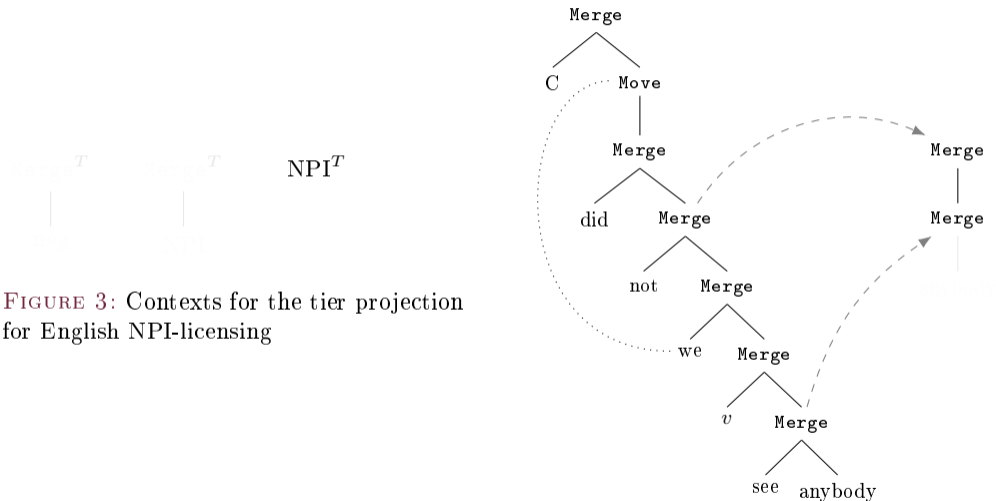 Merge
C Move
Merge
did Merge
not Merge
we Merge
v Merge
see anybody
Merge
Merge
NPI^T
FIGURE 3: Contexts for the tier projection
for English NPI-licensing